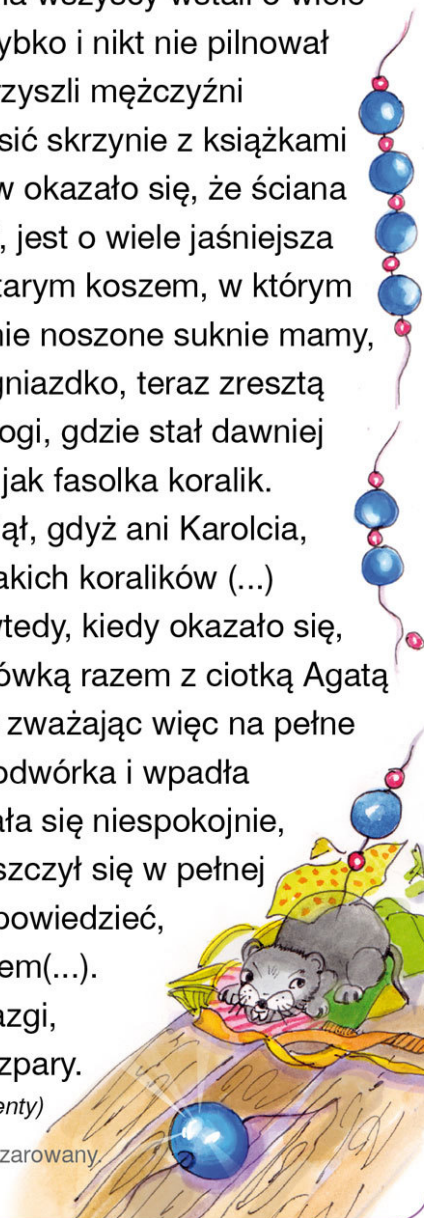 na wszyscy wstali o wiele
ybko i nikt nie pilnował
zyszli mężczyźni
sić skrzynie z książkami
w okazało się, że ściana
, jest o wiele jaśniejsza
tarym koszem, w którym
nie noszone suknie mamy,
gniazdko, teraz zresztą
ogi, gdzie stał dawniej
jak fasolka koralik.
ął, gdyż ani Karolcia,
akich koralików (...)
tedy, kiedy okazało się,
ówką razem z ciotką Agatą
zważając więc na pełne
odwórka i wpadła
ała się niespokojnie,
szczył się w pełnej
powiedzieć,
em(...).
azgi,
zpary.
enty)
zarowany.